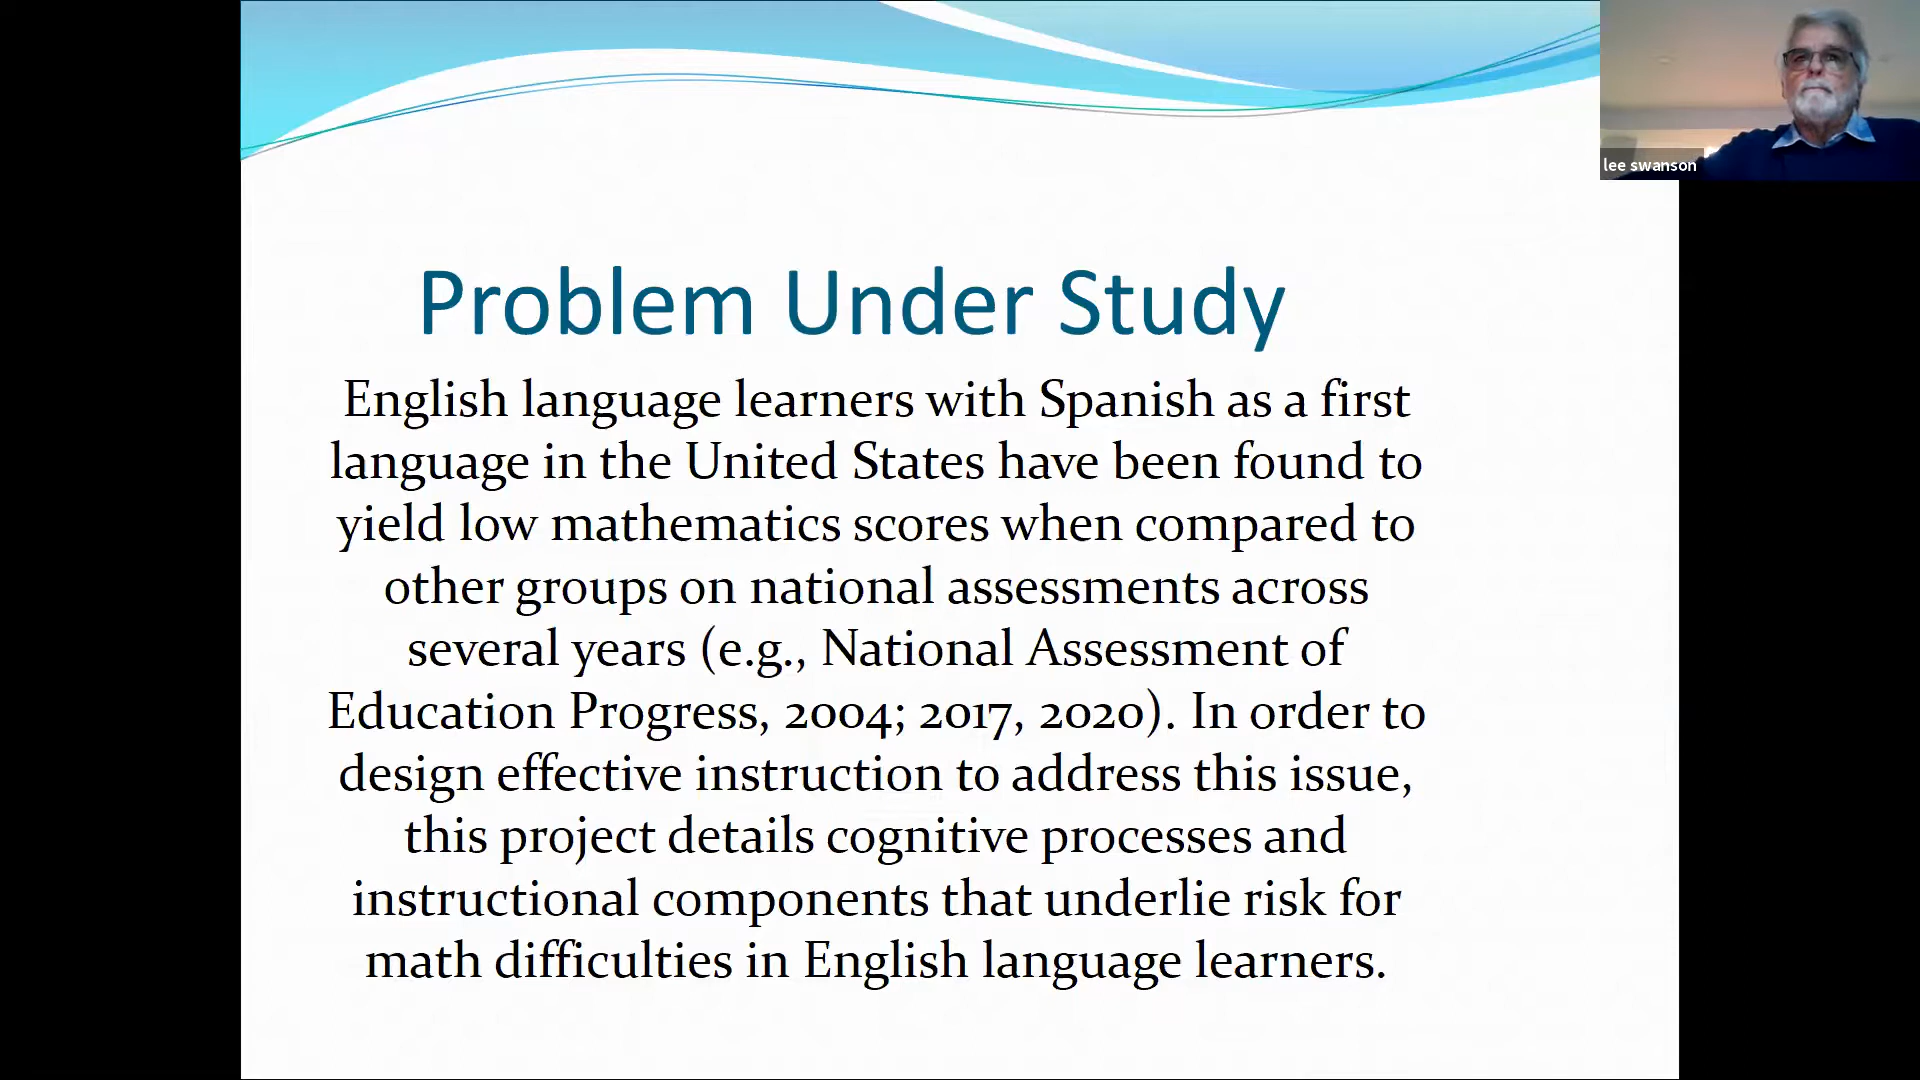 lee swanson
Problem Under Study
English language learners with Spanish as a first
language in the United States have been found to
yield low mathematics scores when compared to
other groups on national assessments across
several years (e.g., National Assessment of
Education Progress, 2004; 2017, 2020). In order to
design effective instruction to address this issue,
this project details cognitive processes and
instructional components that underlie risk for
math difficulties in English language learners.